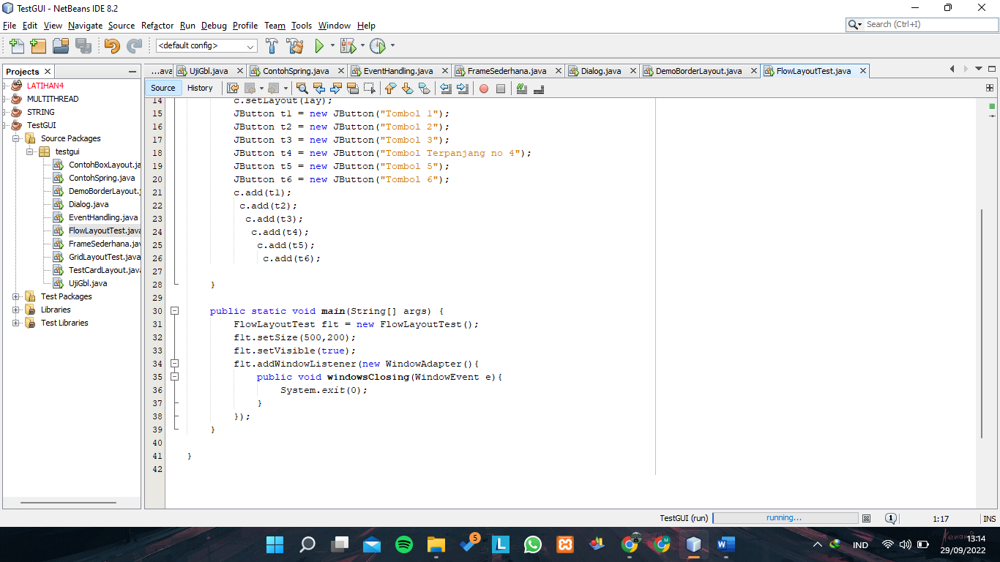 TestGUI - NetBeans IDE 8.2
File Edit View Navigate Source Refactor Run Debug Profile Team Tools Window Help
Search (Ctrl+I)
<default config>
Projects
...ava UjiGbl.java ContohSpring.java EventHandling.java FrameSederhana.java Dialog.java DemoBorderLayout.java FlowLayoutTest.java
LATIHAN4
MULTITHREAD
STRING
TestGUI
Source Packages
testgui
ContohBoxLayout.ja
ContohSpring.java
DemoBorderLayout.j
Dialog.java
EventHandling.java
FlowLayoutTest.java
FrameSederhana.jav
GridLayoutTest.java
TestCardLayout.java
UjiGbl.java
Test Packages
Libraries
Test Libraries
Source History
14 c.setLayout(lay);
15 JButton t1 = new JButton("Tombol 1");
16 JButton t2 = new JButton("Tombol 2");
17 JButton t3 = new JButton("Tombol 3");
18 JButton t4 = new JButton("Tombol Terpanjang no 4");
19 JButton t5 = new JButton("Tombol 5");
20 JButton t6 = new JButton("Tombol 6");
21 c.add(t1);
22 c.add(t2);
23 c.add(t3);
24 c.add(t4);
25 c.add(t5);
26 c.add(t6);
27
28 }
29
30 public static void main(String[] args) {
31 FlowLayoutTest flt = new FlowLayoutTest();
32 flt.setSize(500,200);
33 flt.setVisible(true);
34 flt.addWindowListener(new WindowAdapter(){
35 public void windowsClosing(WindowEvent e){
36 System.exit(0);
37 }
38 });
39 }
40
41 }
42
TestGUI (run) running... 1 1:17 INS
5 L W IND 13:14
29/09/2022